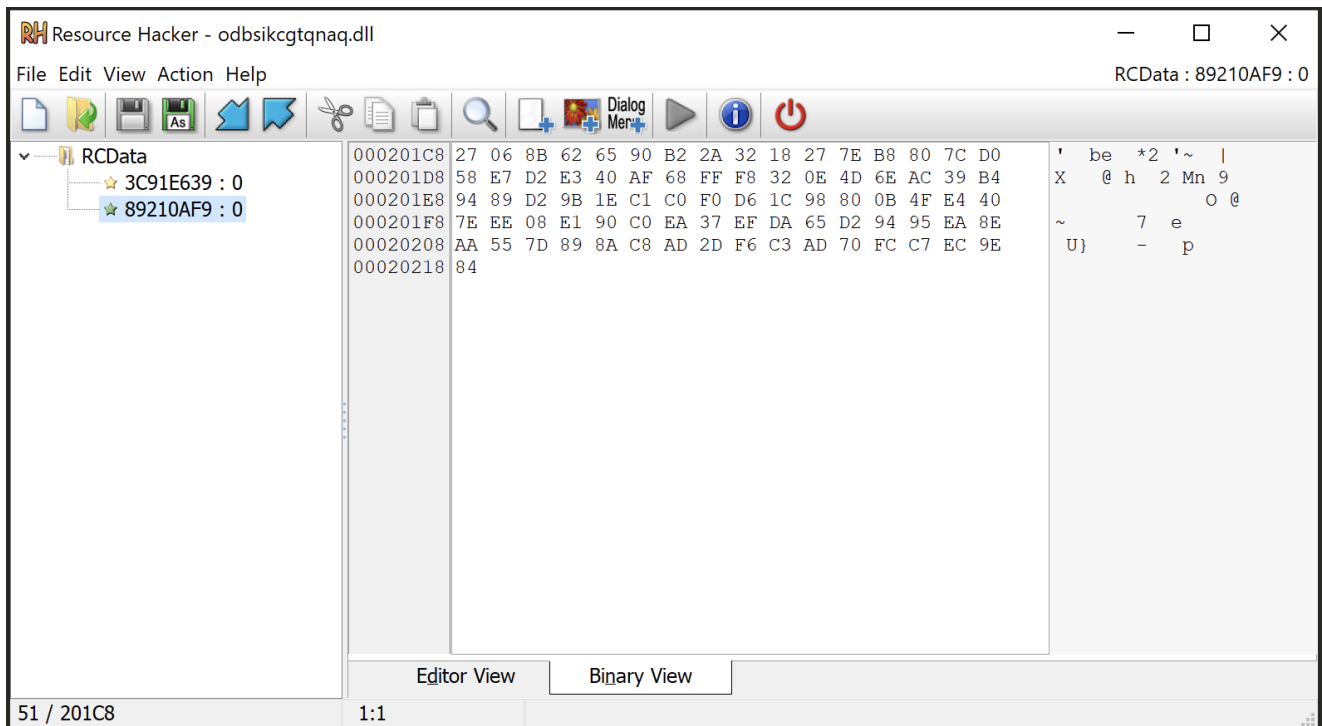 RH Resource Hacker - odbsikcgtqnaq.dll
File Edit View Action Help
RCData : 89210AF9 : 0
As
Dialog
Menu
RCData
3C91E639 : 0
89210AF9 : 0
000201C8 27 06 8B 62 65 90 B2 2A 32 18 27 7E B8 80 7C D0 ' be *2 '~ |
000201D8 58 E7 D2 E3 40 AF 68 FF F8 32 0E 4D 6E AC 39 B4 X @ h 2 Mn 9
000201E8 94 89 D2 9B 1E C1 C0 F0 D6 1C 98 80 0B 4F E4 40 O @
000201F8 7E EE 08 E1 90 C0 EA 37 EF DA 65 D2 94 95 EA 8E ~ 7 e
00020208 AA 55 7D 89 8A C8 AD 2D F6 C3 AD 70 FC C7 EC 9E U} - p
00020218 84
Editor View
Binary View
51 / 201C8
1:1